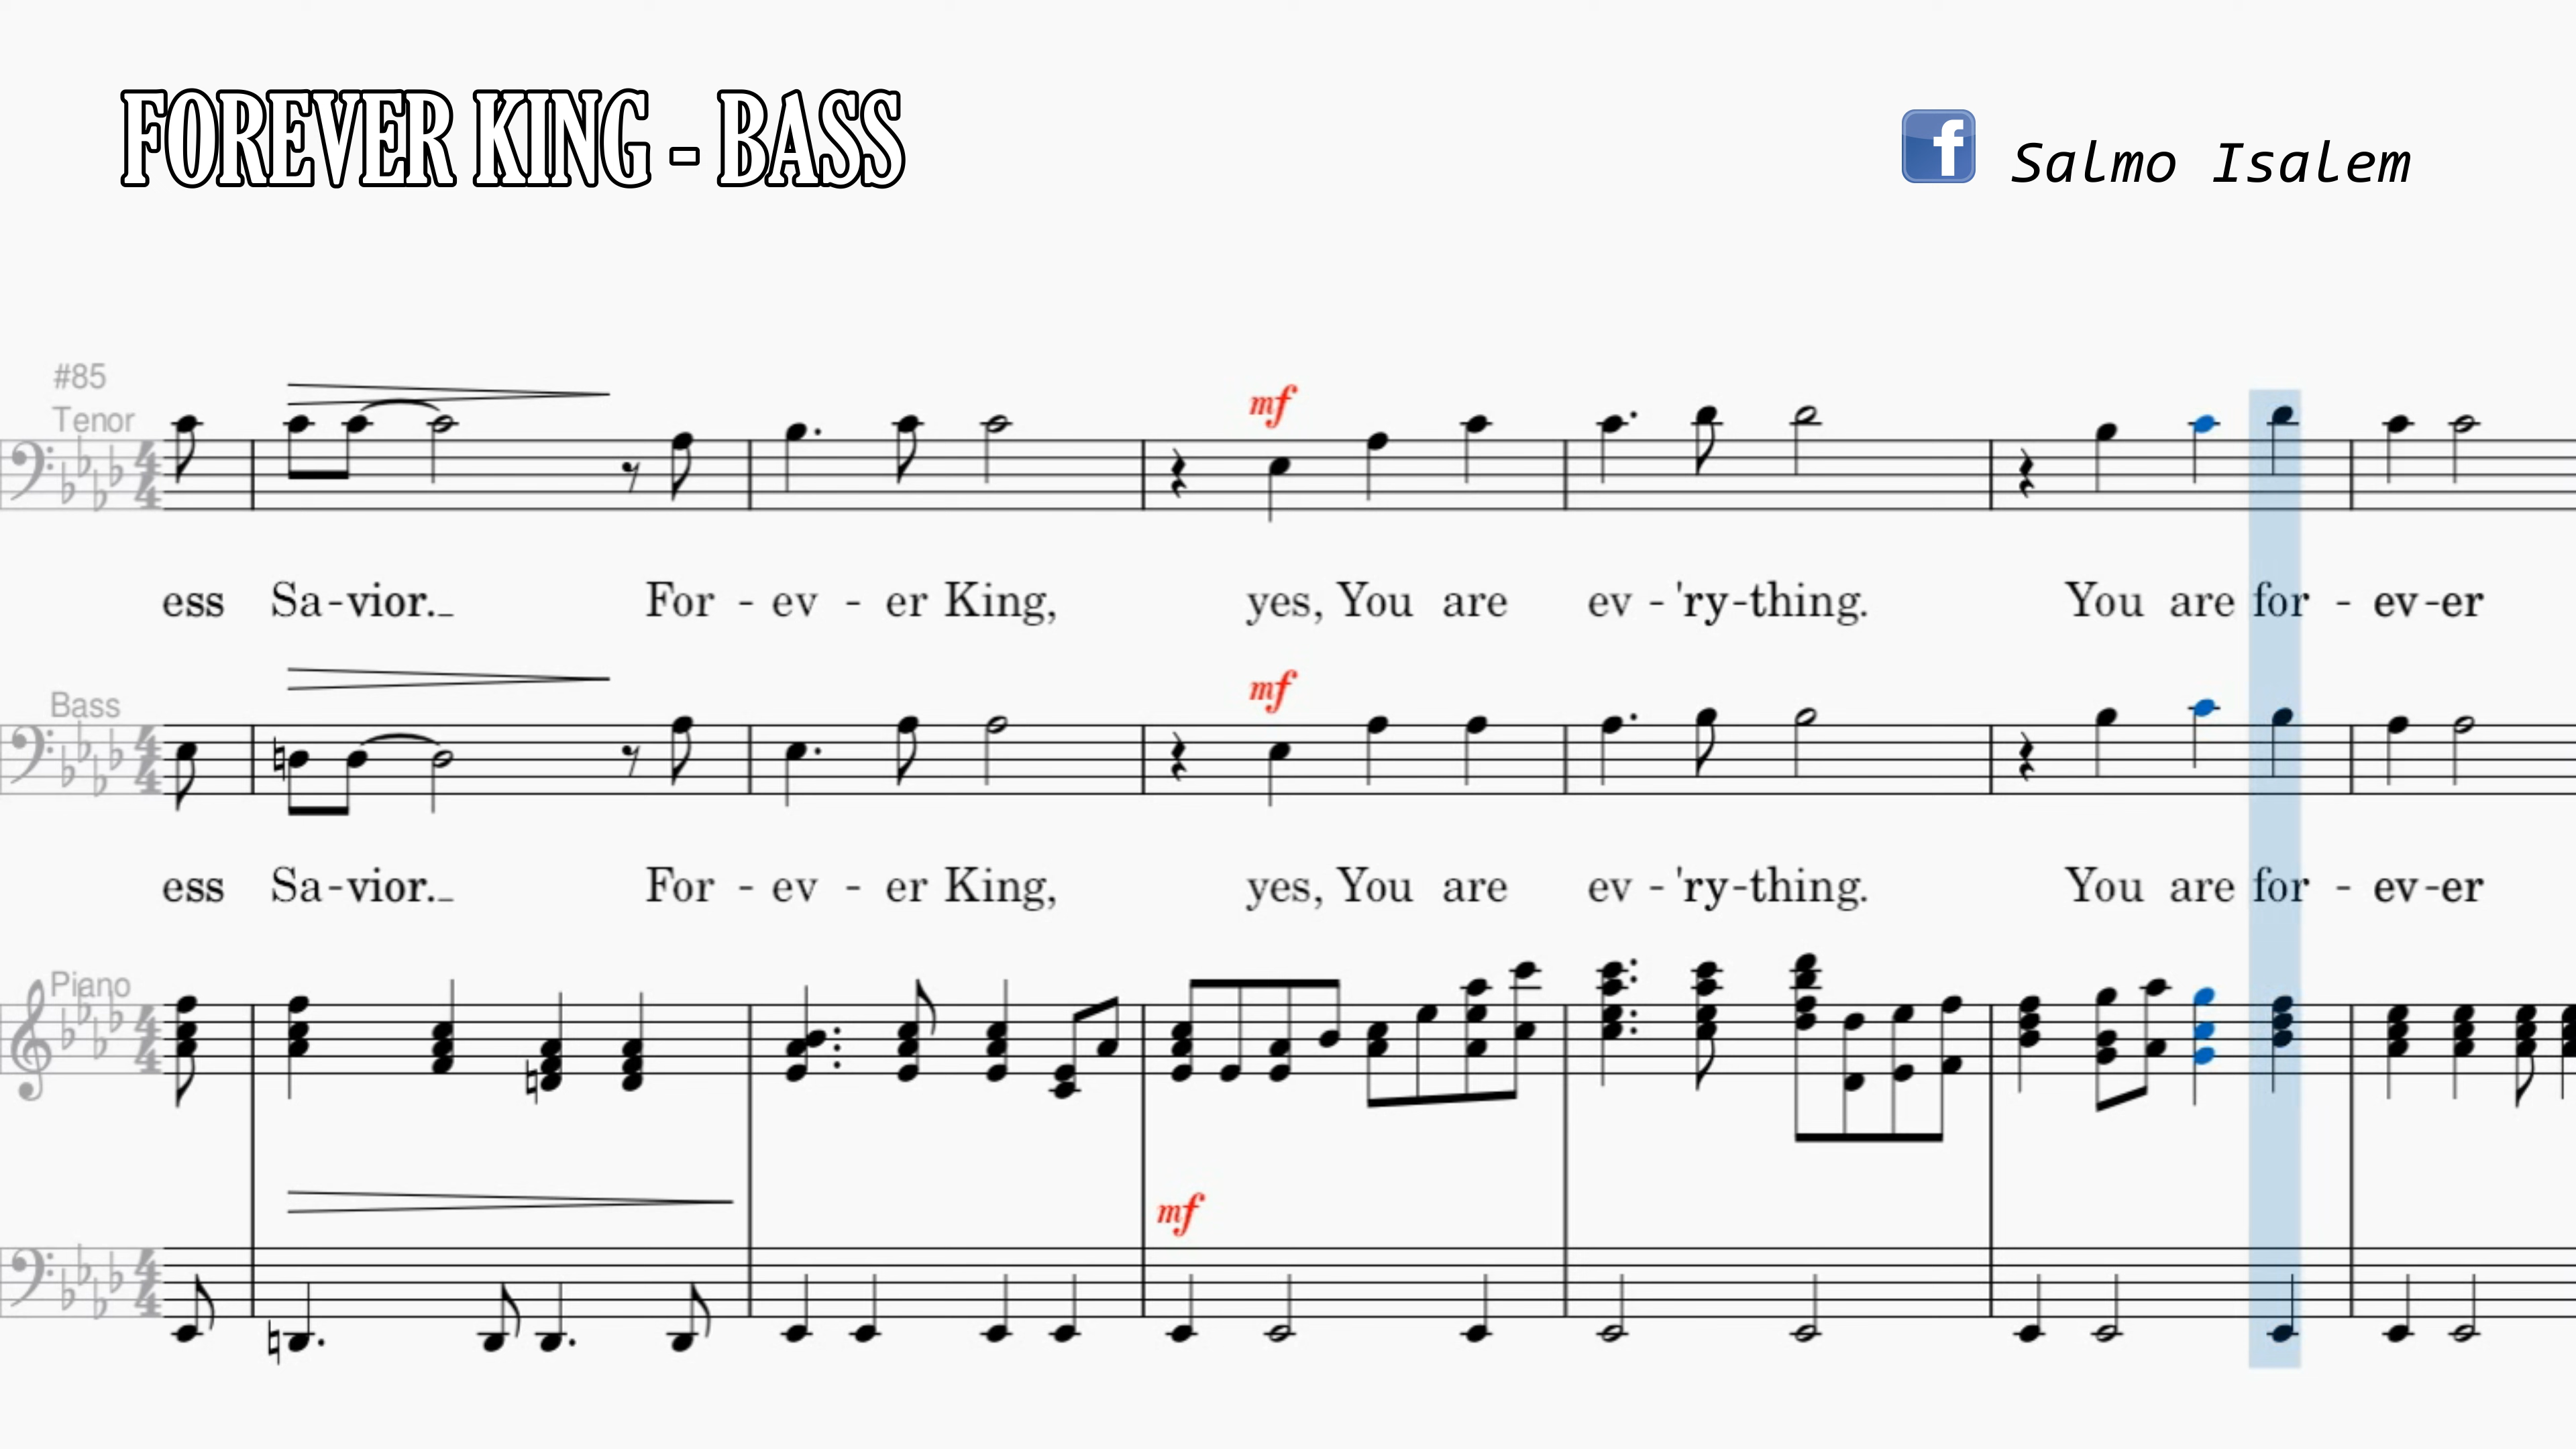 FOREVER KING - BASS
f Salmo Isalem
#85
Tenor
mf
ess Sa-vior._ For - ev - er King, yes, You are ev - 'ry-thing. You are for - ev-er
Bass
mf
ess Sa-vior._ For - ev - er King, yes, You are ev - 'ry-thing. You are for - ev-er
Piano
mf